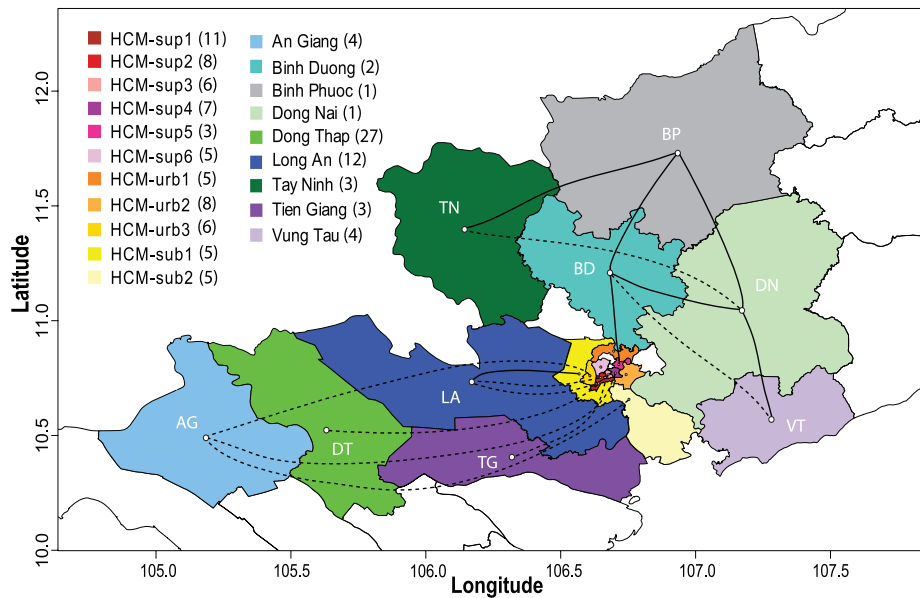 HCM-sup1 (11)
HCM-sup2 (8)
HCM-sup3 (6)
HCM-sup4 (7)
HCM-sup5 (3)
HCM-sup6 (5)
HCM-urb1 (5)
HCM-urb2 (8)
HCM-urb3 (6)
HCM-sub1 (5)
HCM-sub2 (5)
An Giang (4)
Binh Duong (2)
Binh Phuoc (1)
Dong Nai (1)
Dong Thap (27)
Long An (12)
Tay Ninh (3)
Tien Giang (3)
Vung Tau (4)
BP
TN
BD
DN
LA
AG
DT
TG
VT
Latitude
12.0
11.5
11.0
10.5
10.0
105.0
105.5
106.0
106.5
107.0
107.5
Longitude